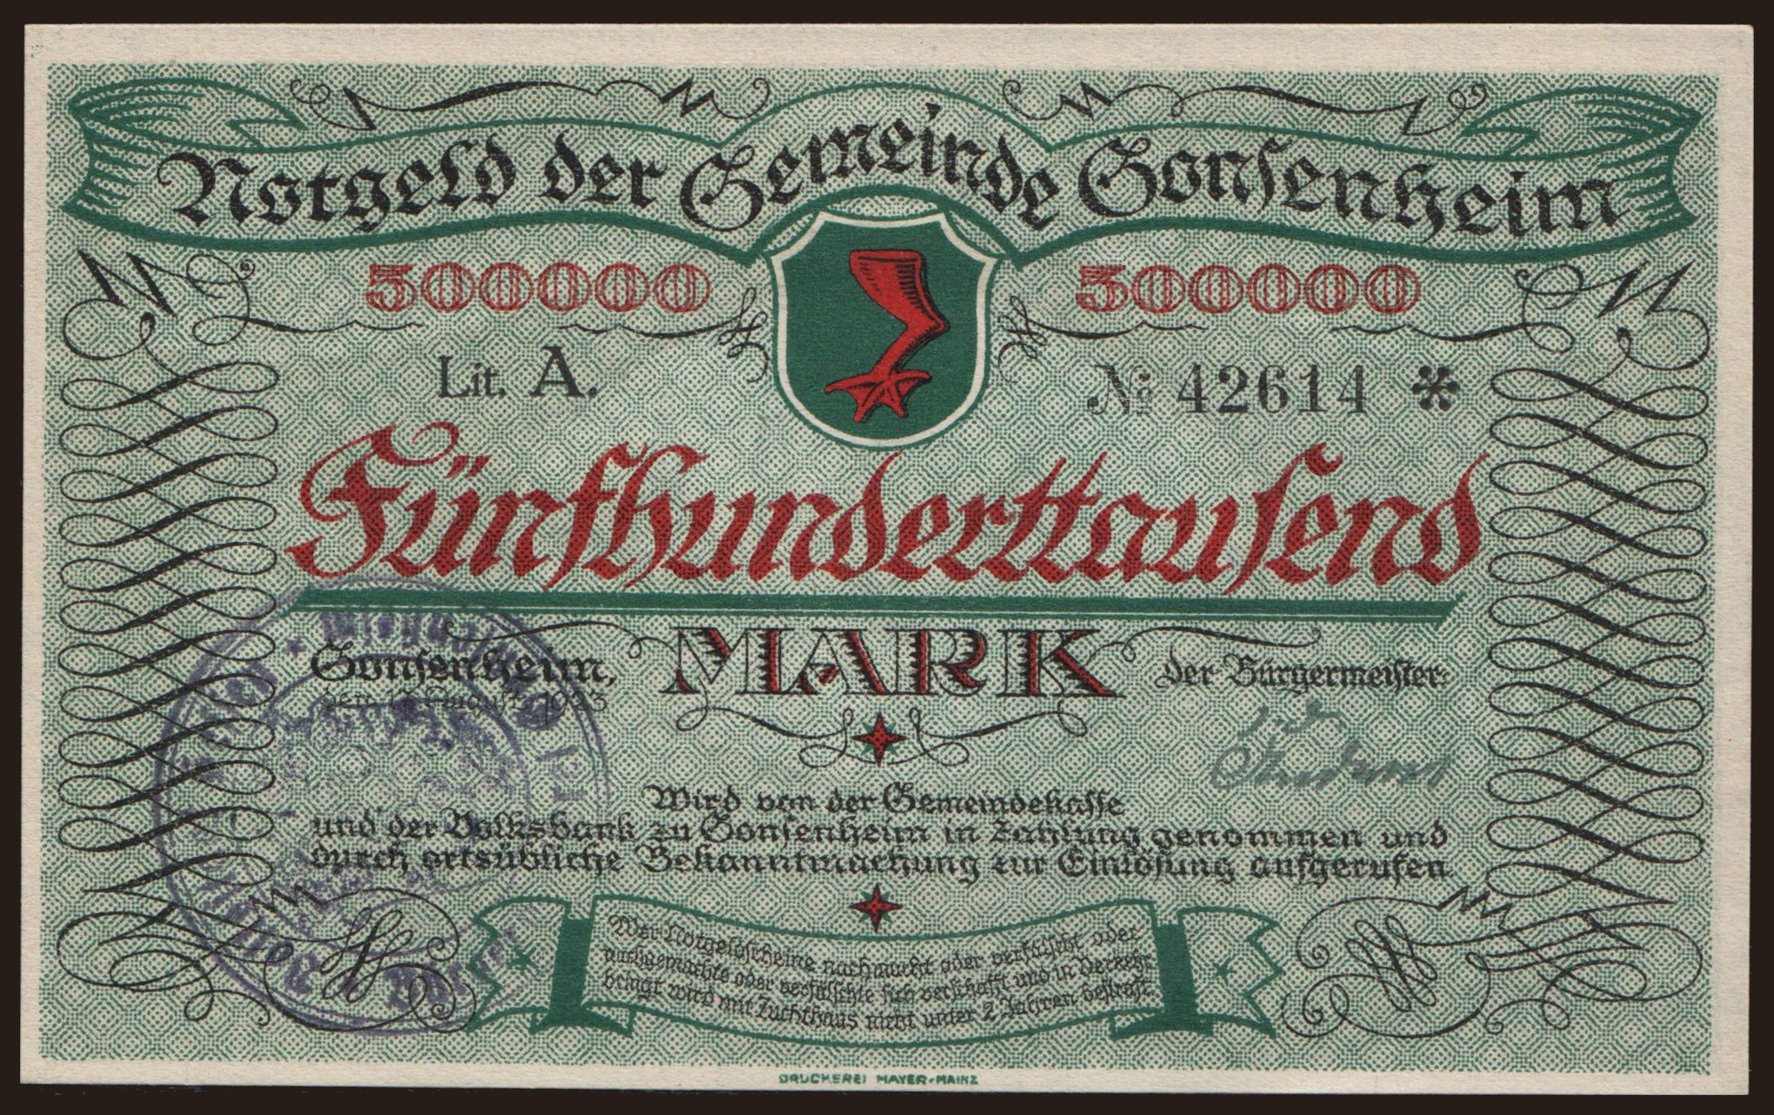 Notgeld der Gemeinde Gonsenheim
500000 500000
Lit. A. № 42614 *
Fünfhunderttausend
MARK
Gonsenheim,
den August 1923
der Bürgermeister:
Wird von der Gemeindekasse
und der Volksbank zu Gonsenheim in Zahlung genommen und
durch ortsübliche Bekanntmachung zur Einlösung aufgerufen.
Wer Notgeldscheine nachmacht oder verfälscht oder
nachgemachte oder verfälschte sich verschafft und in Verkehr
bringt wird mit Zuchthaus nicht unter 2 Jahren bestraft.
DRUCKEREI MAYER-MAINZ